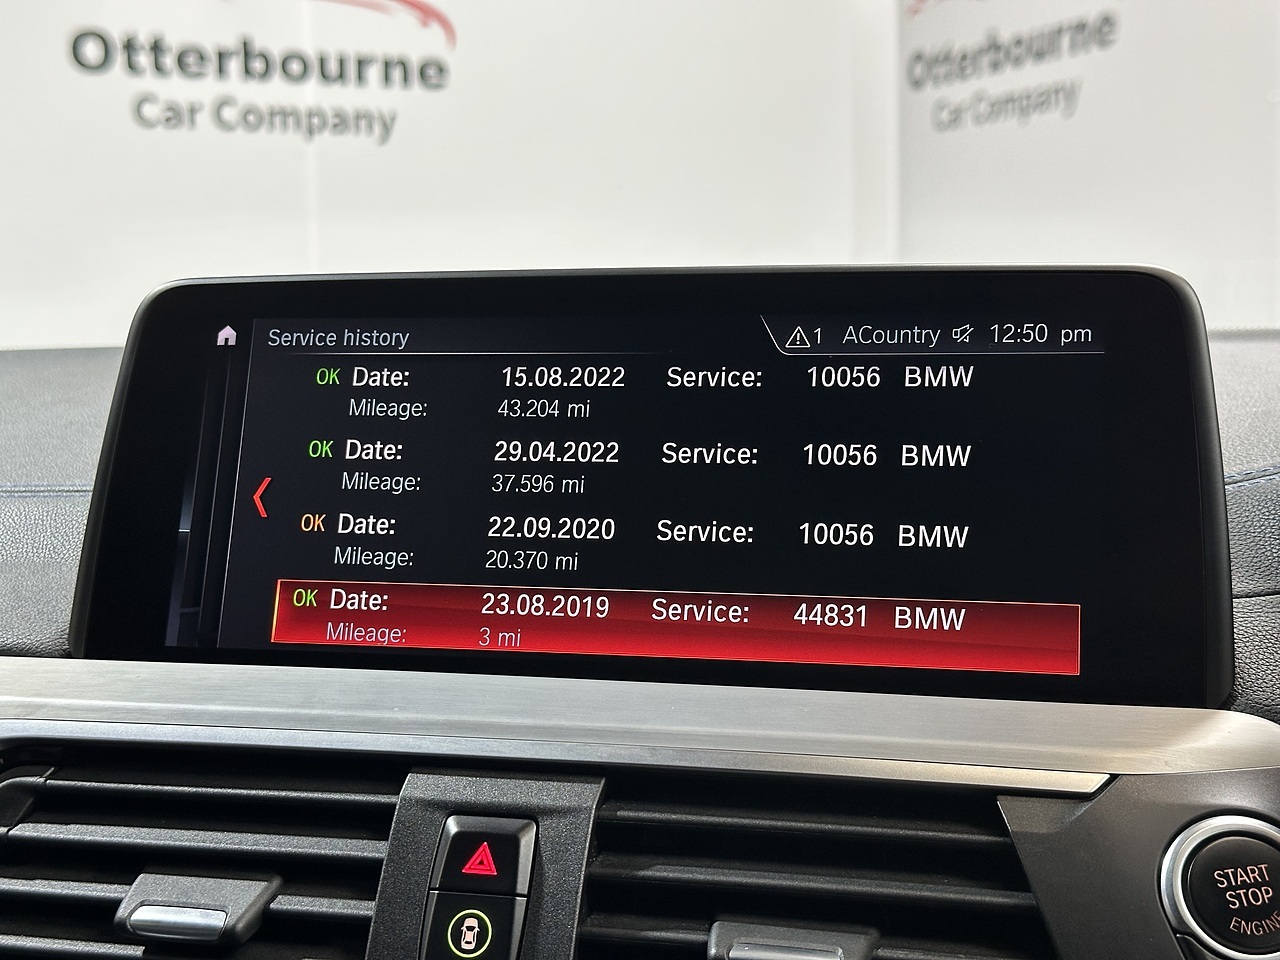 Otterbourne
Car Company
Otterbourne
Car Company
Service history
1 ACountry 12:50 pm
OK Date: 15.08.2022 Service: 10056 BMW
Mileage: 43.204 mi
OK Date: 29.04.2022 Service: 10056 BMW
Mileage: 37.596 mi
OK Date: 22.09.2020 Service: 10056 BMW
Mileage: 20.370 mi
OK Date: 23.08.2019 Service: 44831 BMW
Mileage: 3 mi
START
STOP
ENGINE